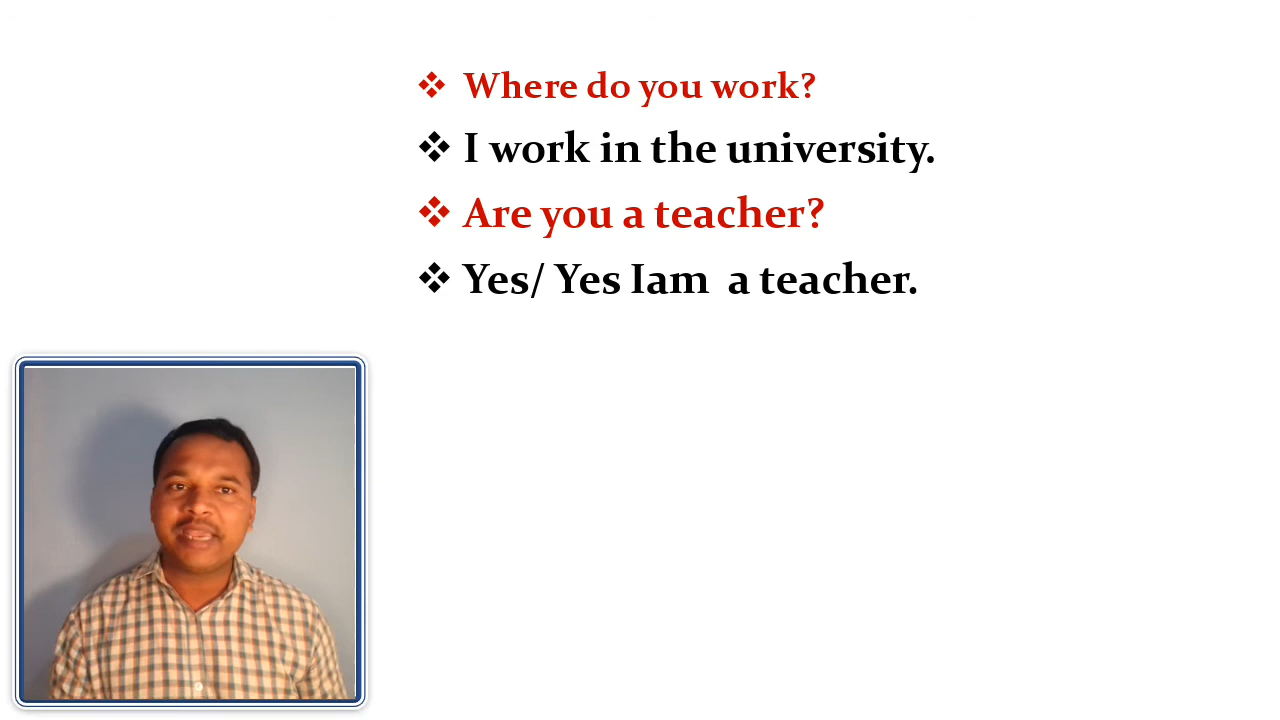 Where do you work?
I work in the university.
Are you a teacher?
Yes/ Yes Iam  a teacher.